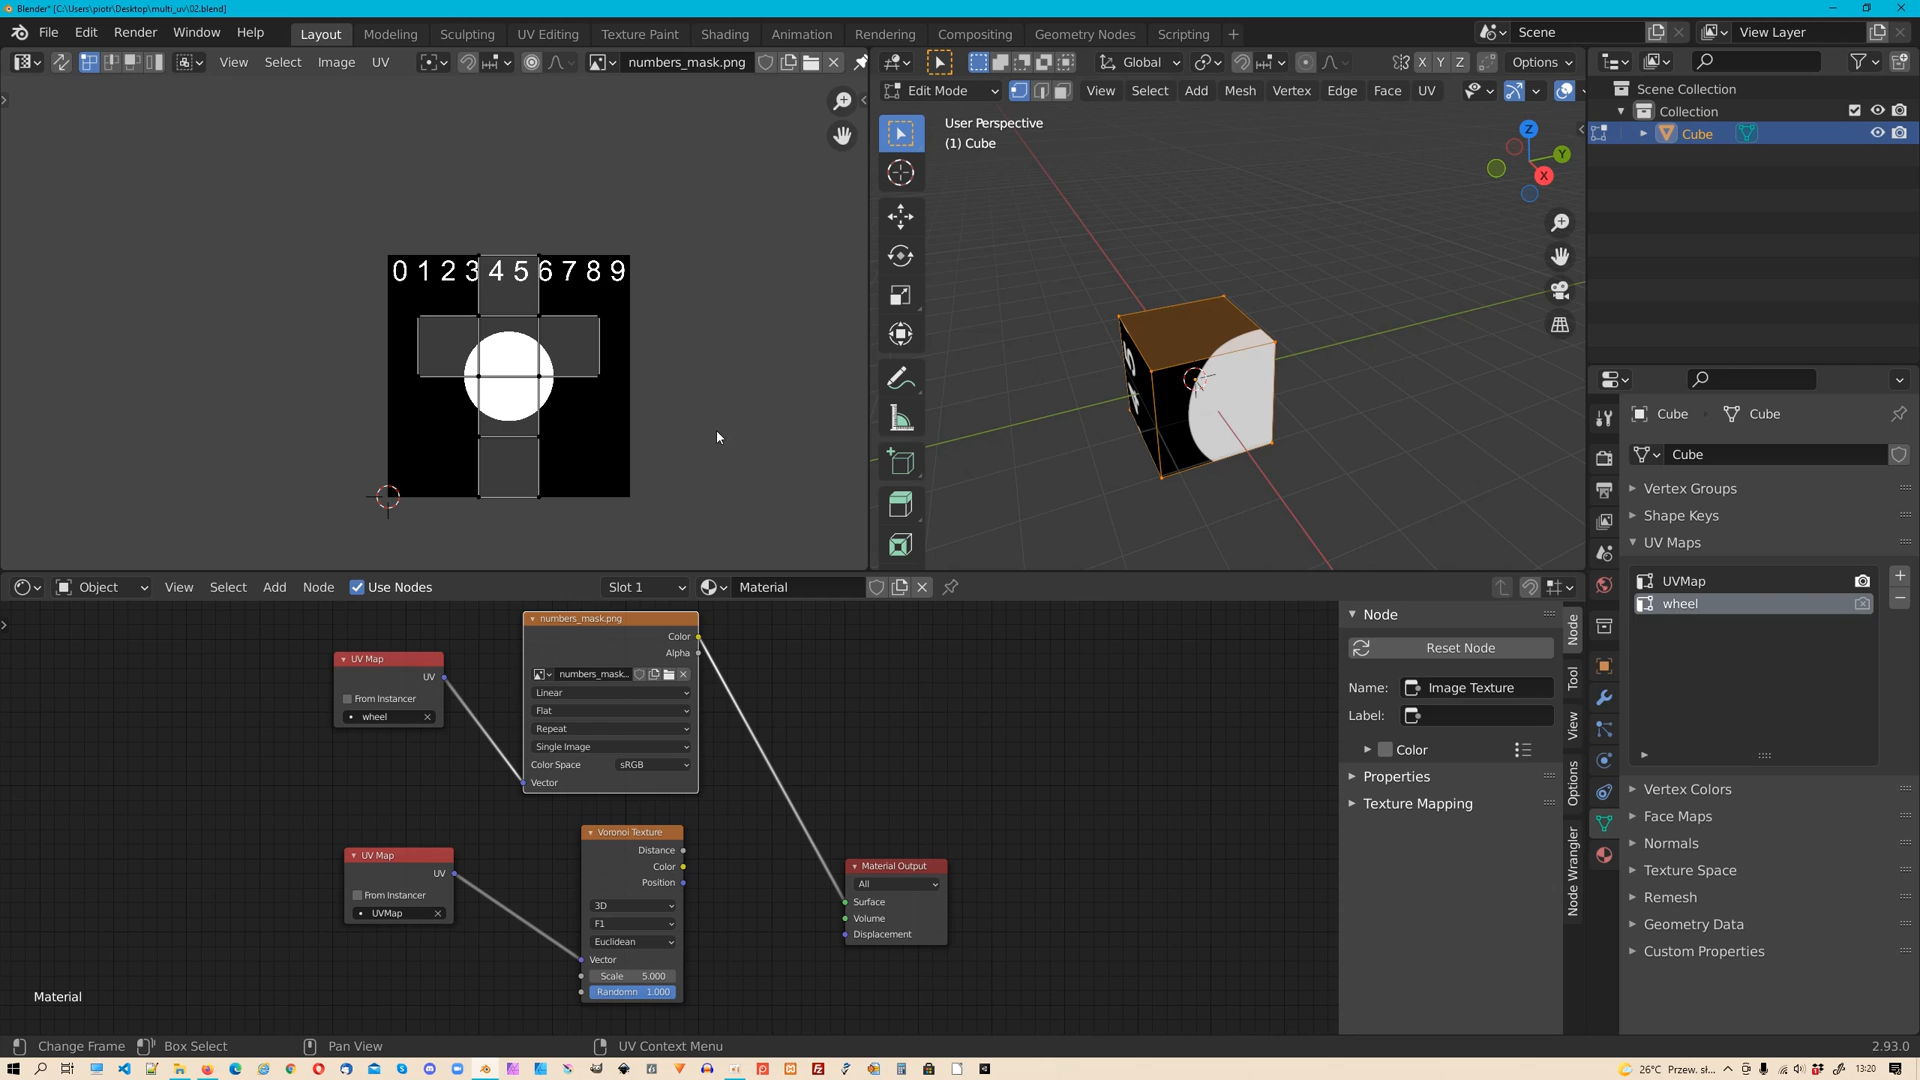 Blender* [C:\Users\piotr\Desktop\multi_uv\02.blend]
File Edit Render Window Help Layout Modeling Sculpting UV Editing Texture Paint Shading Animation Rendering Compositing Geometry Nodes Scripting + Scene View Layer
View Select Image UV numbers_mask.png Global X Y Z Options
Edit Mode View Select Add Mesh Vertex Edge Face UV
User Perspective
(1) Cube
Z
Y
X
Scene Collection
Collection
Cube
0 1 2 3 4 5 6 7 8 9
5
Cube Cube
Cube
Vertex Groups
Shape Keys
UV Maps
UVMap
wheel
Vertex Colors
Face Maps
Normals
Texture Space
Remesh
Geometry Data
Custom Properties
Object View Select Add Node Use Nodes Slot 1 Material
UV Map
UV
From Instancer
wheel
numbers_mask.png
Color
Alpha
numbers_mask...
Linear
Flat
Repeat
Single Image
Color Space sRGB
Vector
UV Map
UV
From Instancer
UVMap
Voronoi Texture
Distance
Color
Position
3D
F1
Euclidean
Vector
Scale 5.000
Randomn 1.000
Material Output
All
Surface
Volume
Displacement
Node
Reset Node
Name: Image Texture
Label:
Color
Properties
Texture Mapping
Node
Tool
View
Options
Node Wrangler
Material
Change Frame Box Select Pan View UV Context Menu 2.93.0
26°C Przew. sł... 13:20